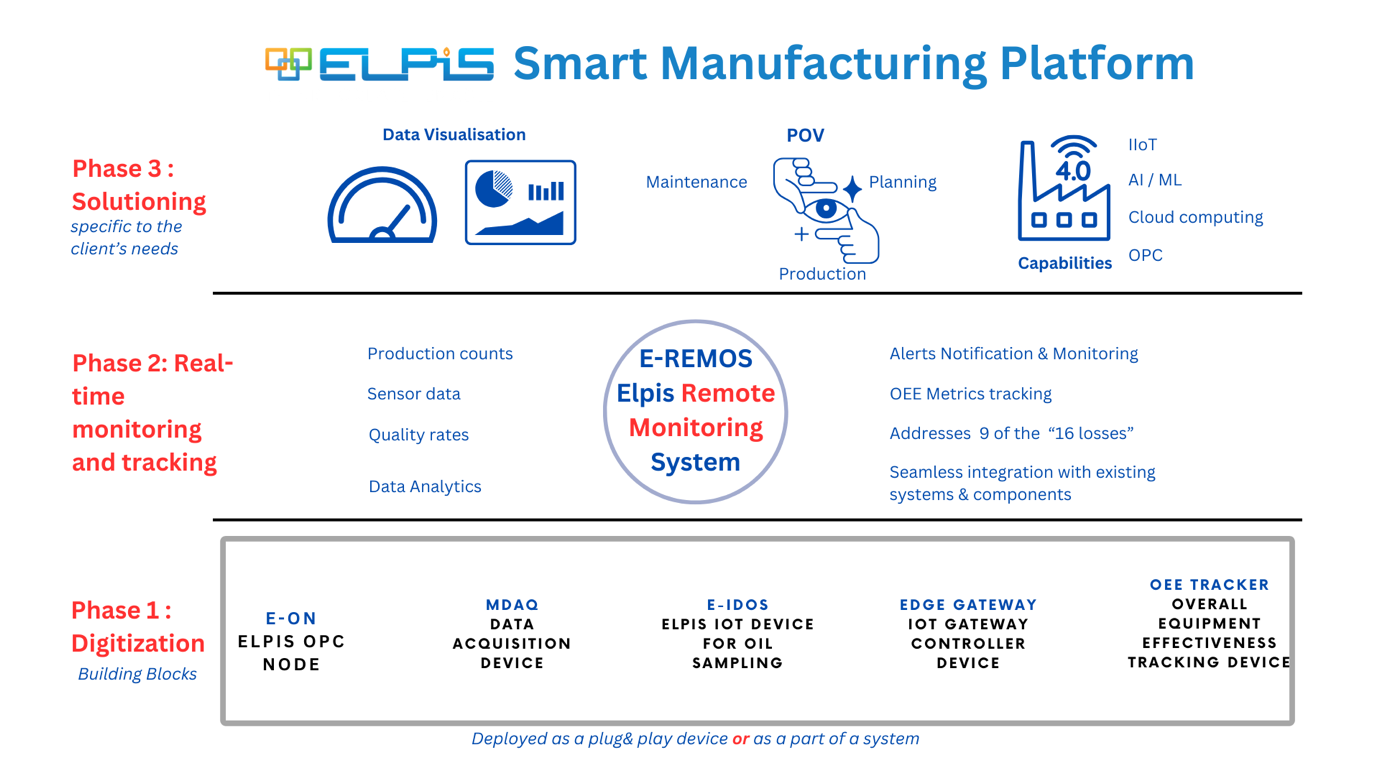 ELPiS Smart Manufacturing Platform
Phase 3 :
Solutioning
specific to the
client's needs
Data Visualisation
POV
Maintenance
Planning
Production
4.0
Capabilities
IIoT
AI / ML
Cloud computing
OPC
Phase 2: Real-
time
monitoring
and tracking
Production counts
Sensor data
Quality rates
Data Analytics
E-REMOS
Elpis Remote
Monitoring
System
Alerts Notification & Monitoring
OEE Metrics tracking
Addresses 9 of the “16 losses”
Seamless integration with existing
systems & components
Phase 1 :
Digitization
Building Blocks
E-ON
ELPIS OPC
NODE
MDAQ
DATA
ACQUISITION
DEVICE
E-IDOS
ELPIS IOT DEVICE
FOR OIL
SAMPLING
EDGE GATEWAY
IOT GATEWAY
CONTROLLER
DEVICE
OEE TRACKER
OVERALL
EQUIPMENT
EFFECTIVENESS
TRACKING DEVICE
Deployed as a plug& play device or as a part of a system